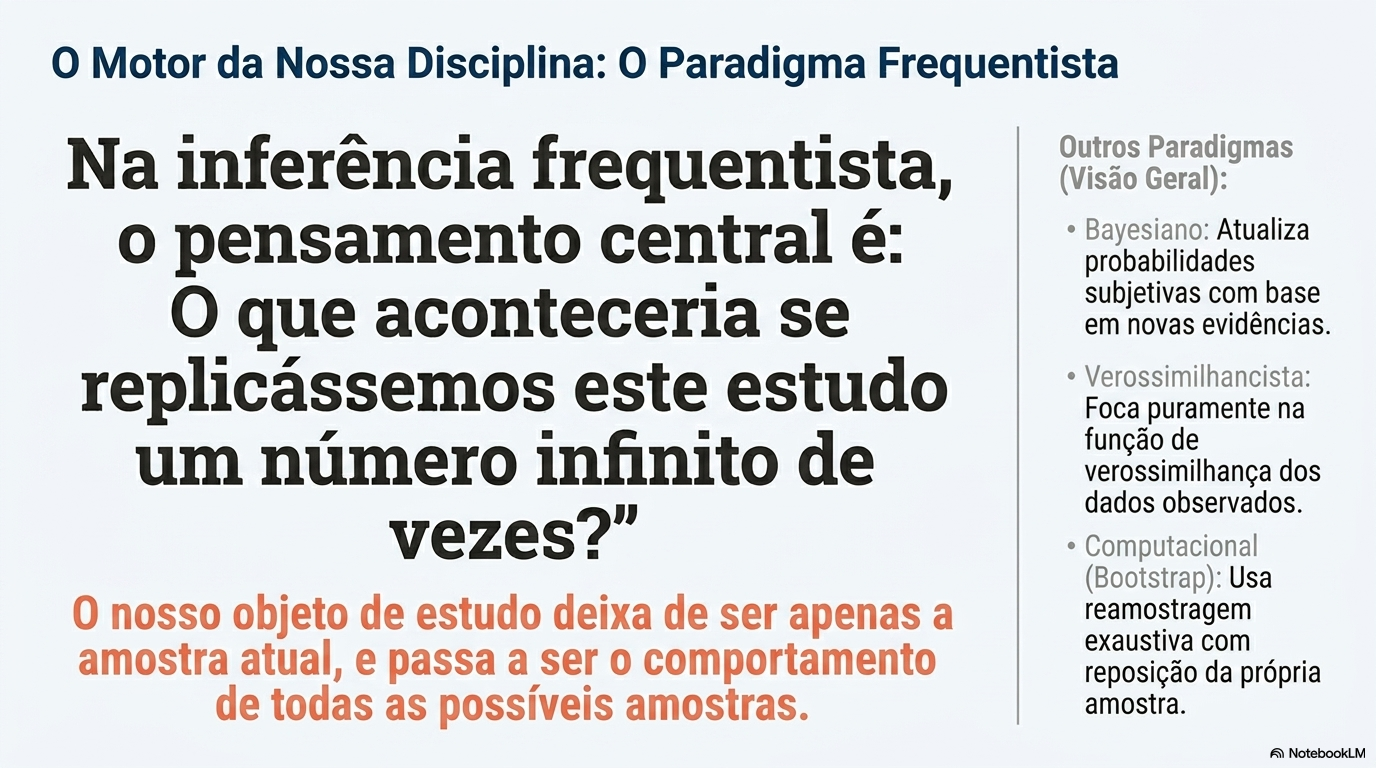 O Motor da Nossa Disciplina: O Paradigma Frequentista
Na inferência frequentista,
o pensamento central é:
O que aconteceria se
replicássemos este estudo
um número infinito de
vezes?”
O nosso objeto de estudo deixa de ser apenas a
amostra atual, e passa a ser o comportamento
de todas as possíveis amostras.
Outros Paradigmas
(Visão Geral):
• Bayesiano: Atualiza
probabilidades
subjetivas com base
em novas evidências.
• Verossimilhancista:
Foca puramente na
função de
verossimilhança dos
dados observados.
• Computacional
(Bootstrap): Usa
reamostragem
exaustiva com
reposição da própria
amostra.
NotebookLM